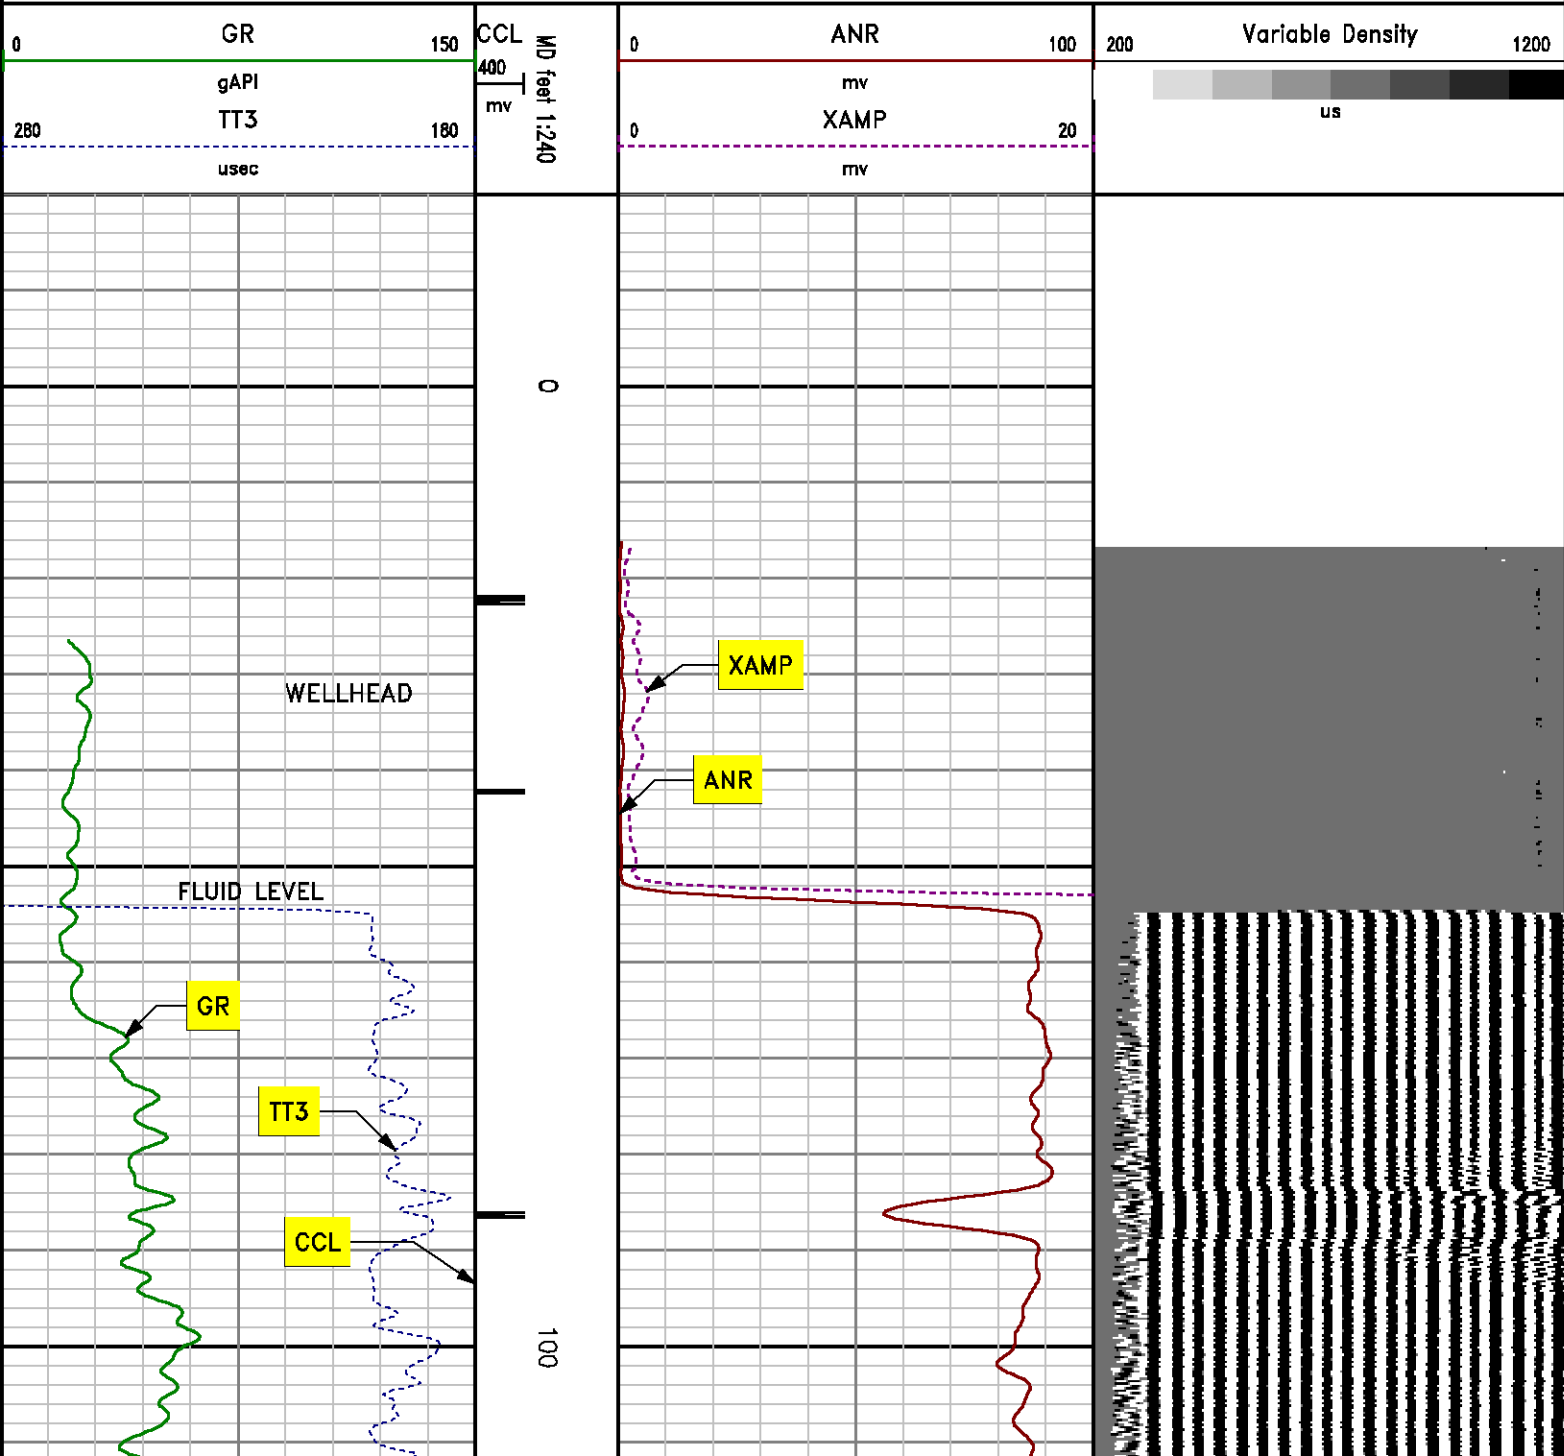 GR
0 150
gAPI
TT3
280 180
usec
CCL
400
mv
MD feet 1:240
ANR
0 100
mv
XAMP
0 20
mv
Variable Density
200 1200
us
0
XAMP
WELLHEAD
ANR
FLUID LEVEL
GR
TT3
CCL
100